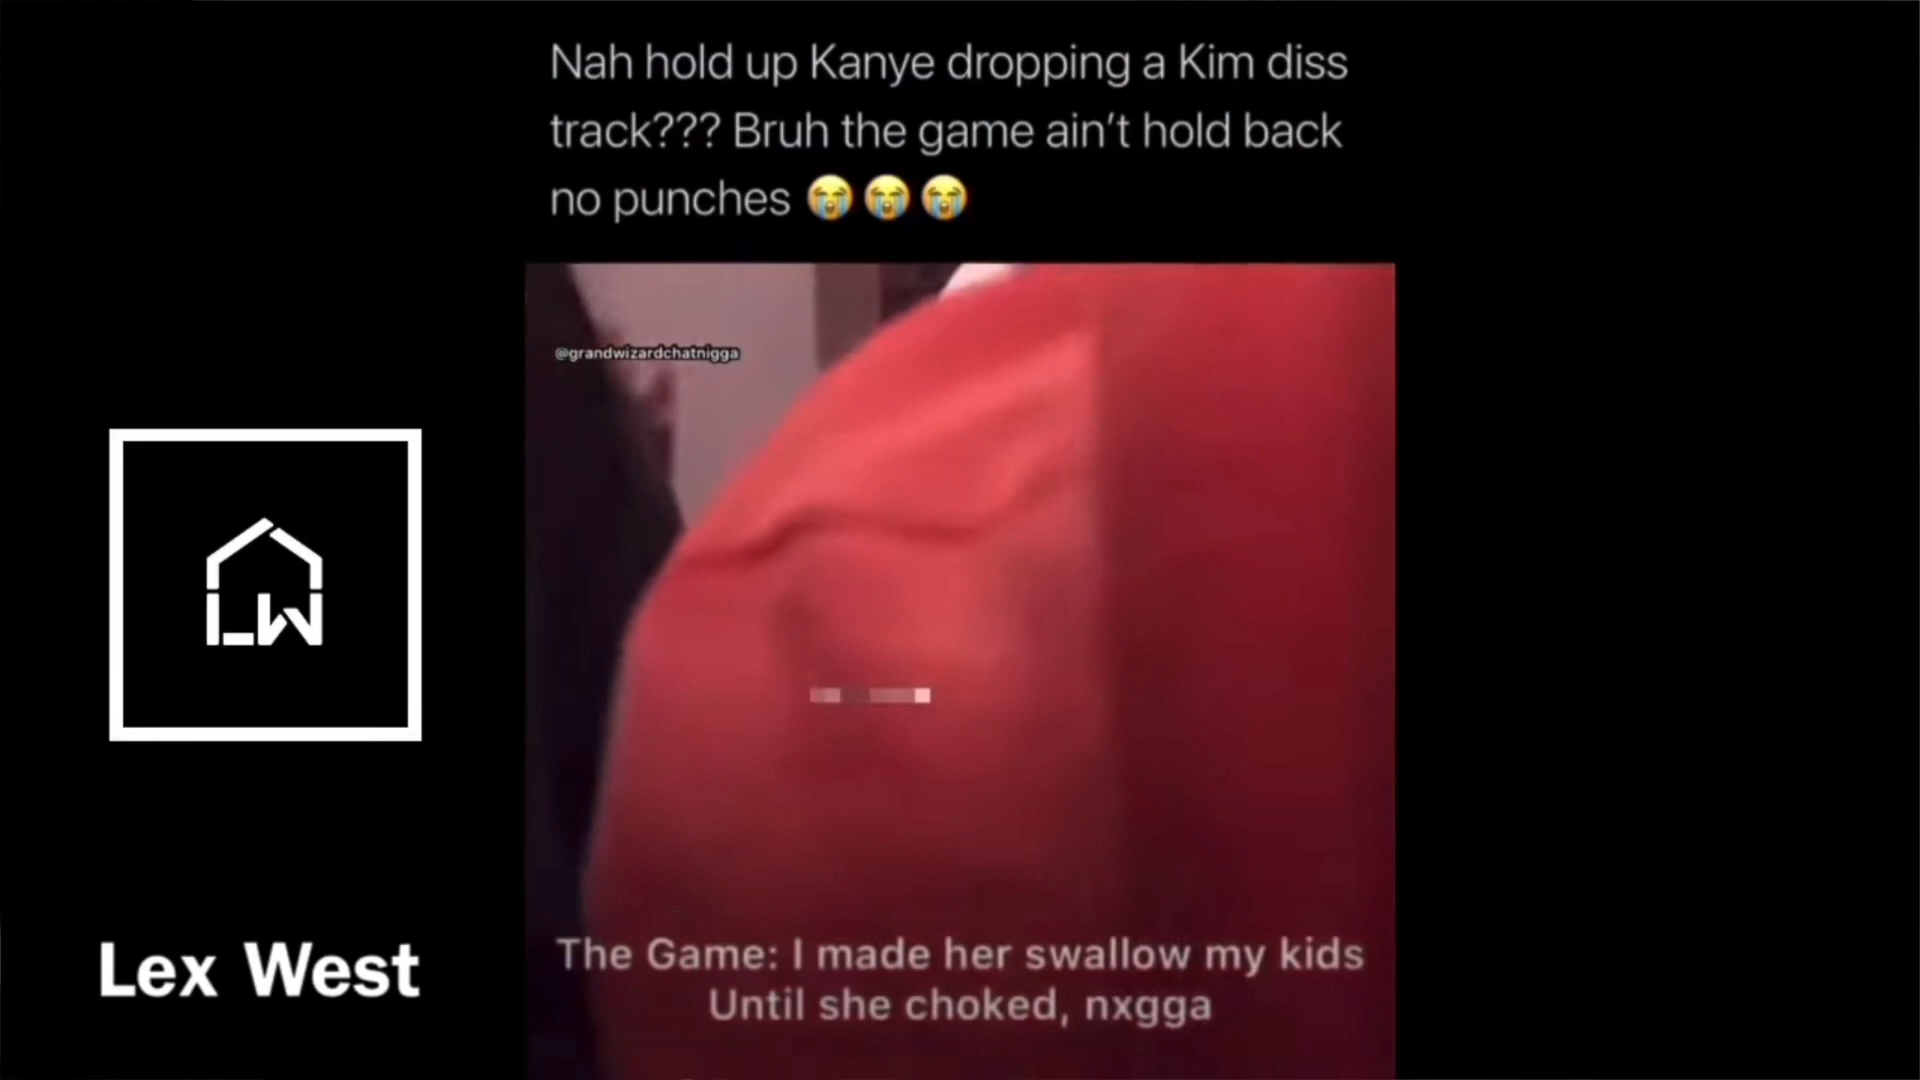 Nah hold up Kanye dropping a Kim diss
track??? Bruh the game ain’t hold back
no punches 😭😭😭
@grandwizardchatnigga
LW
Lex West
The Game: I made her swallow my kids
Until she choked, nxgga